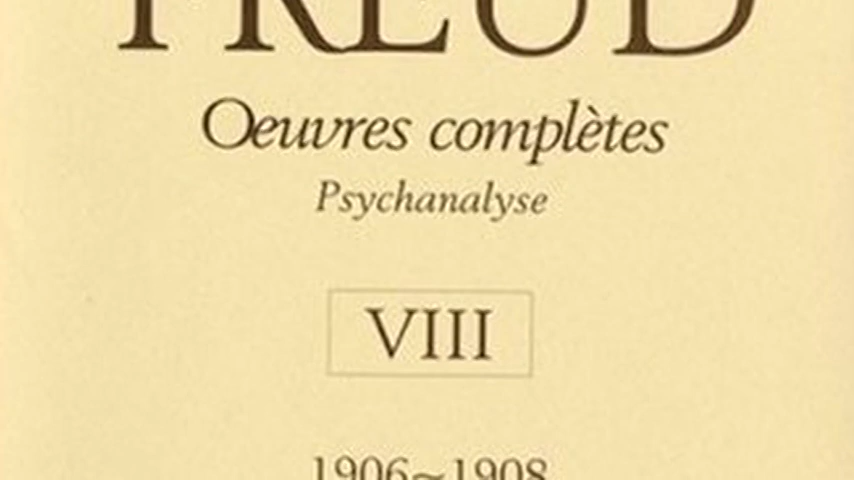 FREUD
Oeuvres complètes
Psychanalyse
VIII
1906~1908